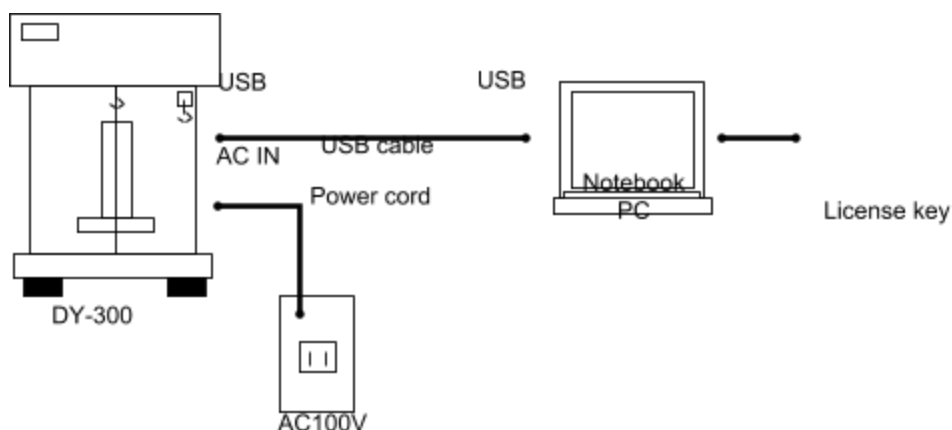 USB
USB
AC IN
USB cable
Power cord
Notebook
PC
License key
DY-300
AC100V